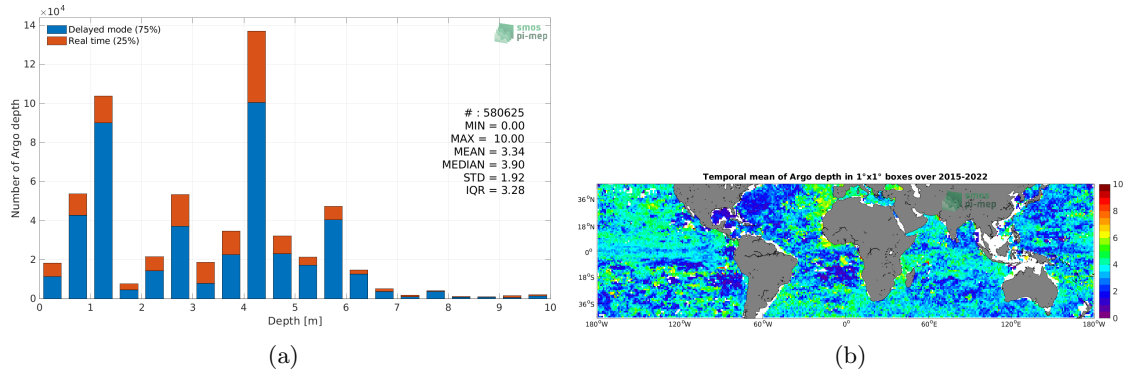 ×10⁴
14
12
10
8
6
4
2
0
Number of Argo depth
Delayed mode (75%)
Real time (25%)
smos
pi-mep
# : 580625
MIN = 0.00
MAX = 10.00
MEAN = 3.34
MEDIAN = 3.90
STD = 1.92
IQR = 3.28
0 1 2 3 4 5 6 7 8 9 10
Depth [m]
(a)
Temporal mean of Argo depth in 1°x1° boxes over 2015-2022
smos
pi-mep
36°N
18°N
0°
18°S
36°S
180°W 120°W 60°W 0° 60°E 120°E 180°W
10
8
6
4
2
0
(b)